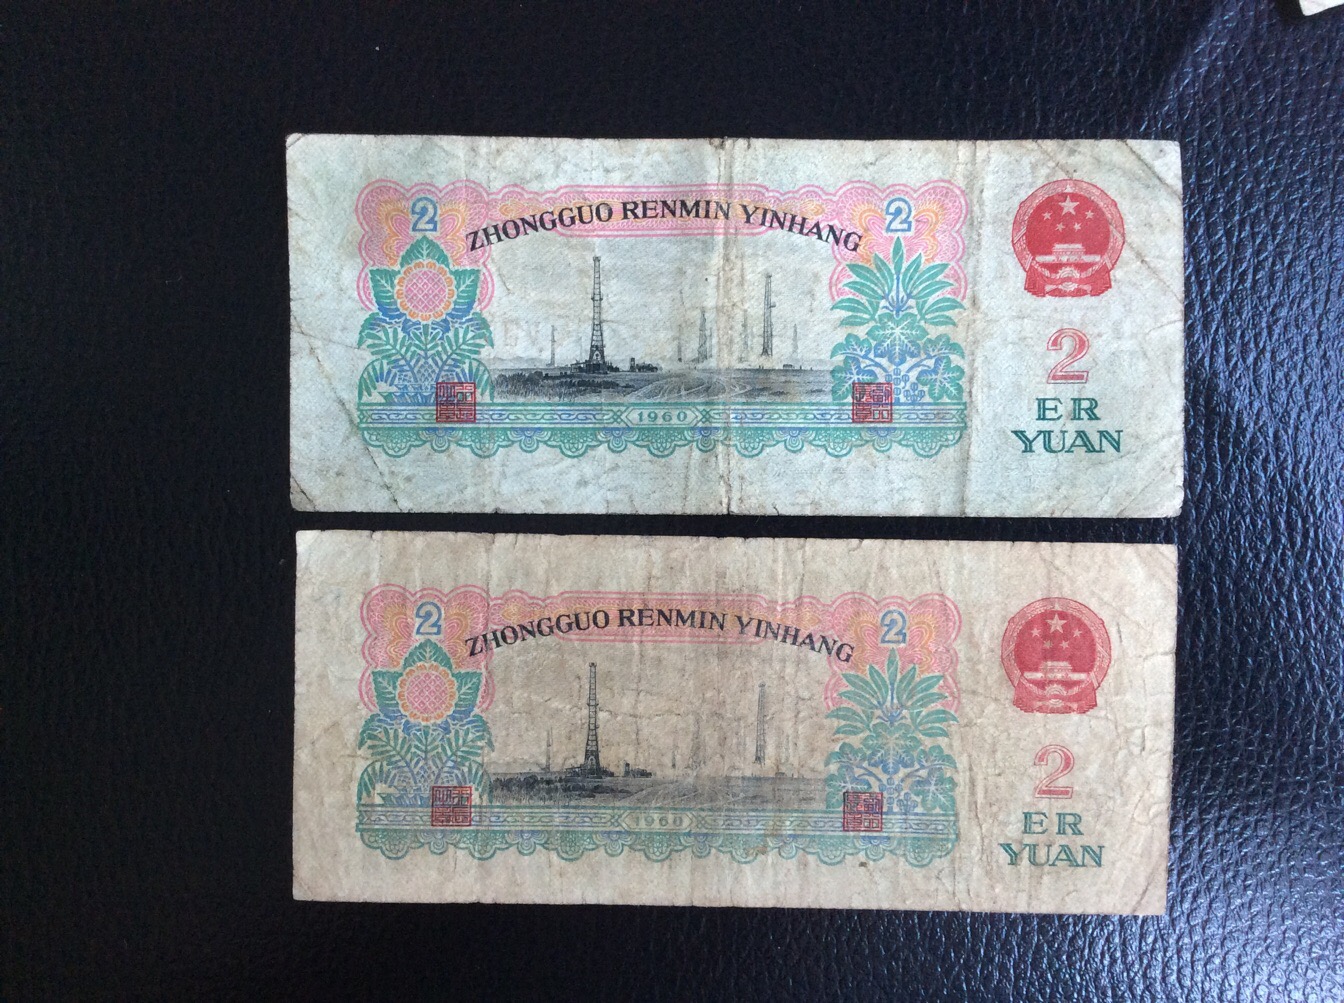 2 ZHONGGUO RENMIN YINHANG 2
1960
2
ER
YUAN
2 ZHONGGUO RENMIN YINHANG 2
1960
2
ER
YUAN